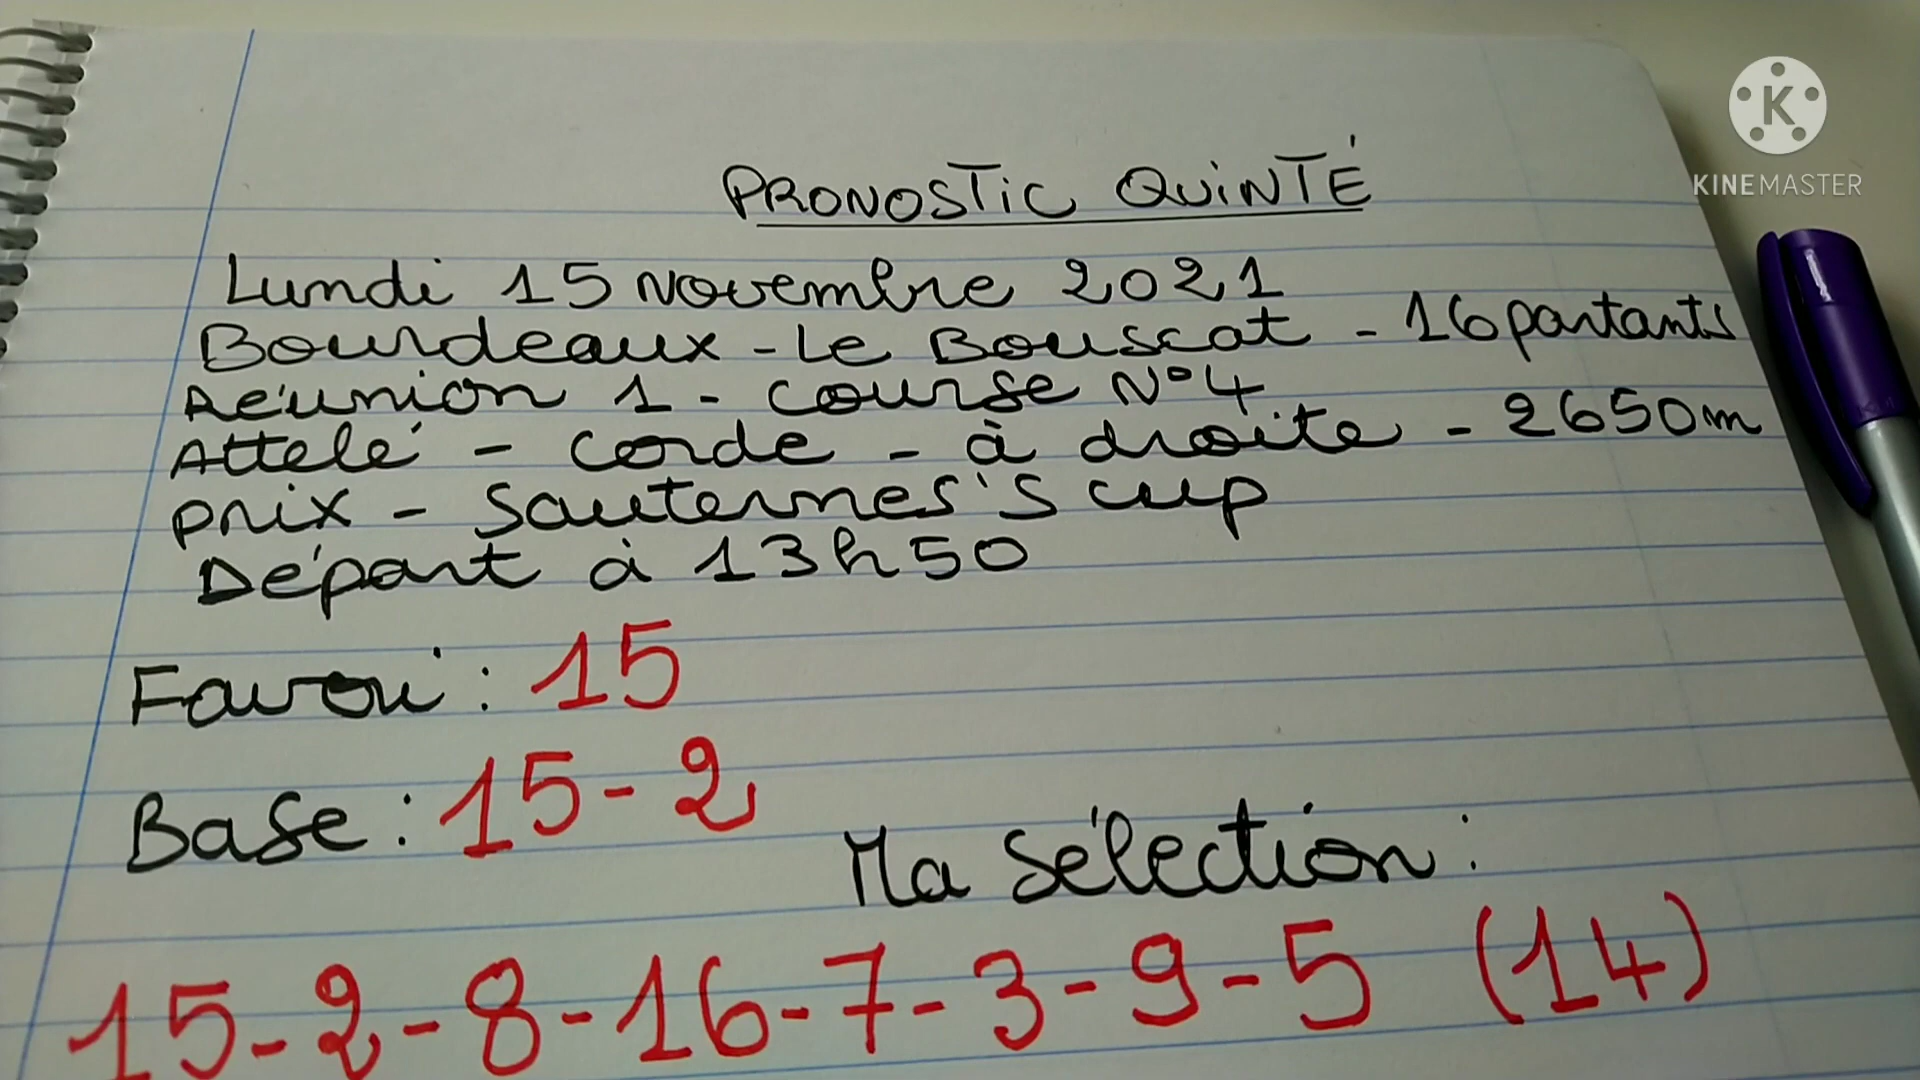 PRONOSTIC QUINTÉ
Lundi 15 Novembre 2021
Bourdeaux - Le Bouscat - 16 partants
Réunion 1 - course N°4
Attelé - corde - à droite - 2650m
prix - Sauternes's cup
Départ à 13h50
Favori : 15
Base : 15-2
Ma Sélection :
15-2-8-16-7-3-9-5 (14)
K
KINEMASTER